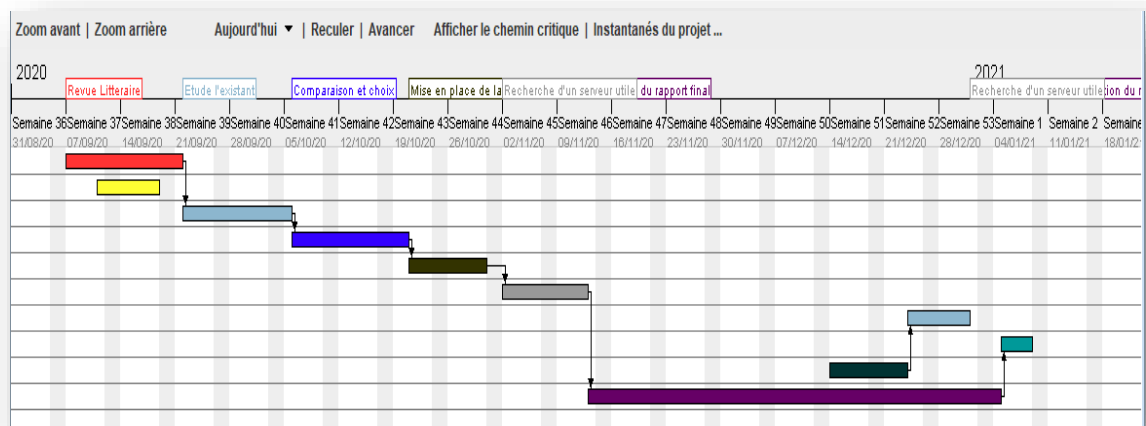 Zoom avant | Zoom arrière Aujourd'hui ▼ | Reculer | Avancer Afficher le chemin critique | Instantanés du projet ...
2020 2021
Revue Litteraire Etude l'existant Comparaison et choix Mise en place de la Recherche d'un serveur utile du rapport final Recherche d'un serveur utile ion du r
Semaine 36 Semaine 37 Semaine 38 Semaine 39 Semaine 40 Semaine 41 Semaine 42 Semaine 43 Semaine 44 Semaine 45 Semaine 46 Semaine 47 Semaine 48 Semaine 49 Semaine 50 Semaine 51 Semaine 52 Semaine 53 Semaine 1 Semaine 2 Semaine
31/08/20 07/09/20 14/09/20 21/09/20 28/09/20 05/10/20 12/10/20 19/10/20 26/10/20 02/11/20 09/11/20 16/11/20 23/11/20 30/11/20 07/12/20 14/12/20 21/12/20 28/12/20 04/01/21 11/01/21 18/01/21